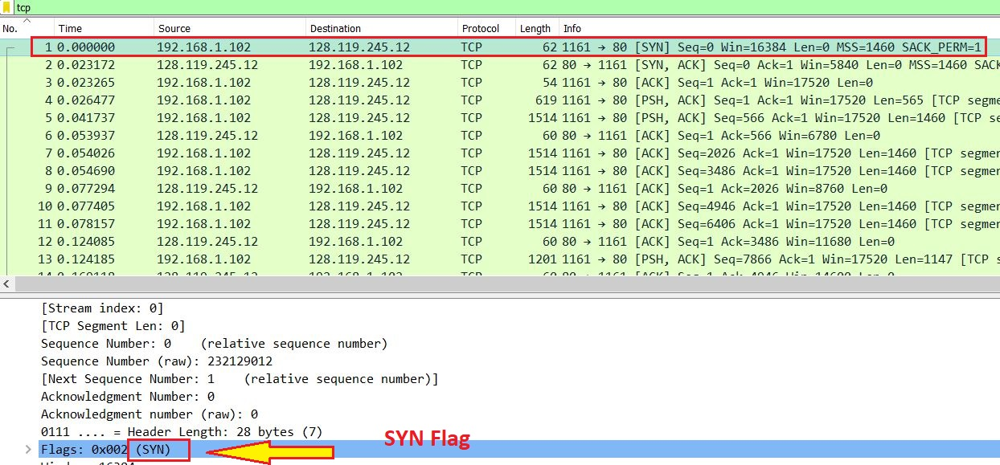 tcp
No. Time Source Destination Protocol Length Info
1 0.000000 192.168.1.102 128.119.245.12 TCP 62 1161 → 80 [SYN] Seq=0 Win=16384 Len=0 MSS=1460 SACK_PERM=1
2 0.023172 128.119.245.12 192.168.1.102 TCP 62 80 → 1161 [SYN, ACK] Seq=0 Ack=1 Win=5840 Len=0 MSS=1460 SACK
3 0.023265 192.168.1.102 128.119.245.12 TCP 54 1161 → 80 [ACK] Seq=1 Ack=1 Win=17520 Len=0
4 0.026477 192.168.1.102 128.119.245.12 TCP 619 1161 → 80 [PSH, ACK] Seq=1 Ack=1 Win=17520 Len=565 [TCP segme
5 0.041737 192.168.1.102 128.119.245.12 TCP 1514 1161 → 80 [PSH, ACK] Seq=566 Ack=1 Win=17520 Len=1460 [TCP se
6 0.053937 128.119.245.12 192.168.1.102 TCP 60 80 → 1161 [ACK] Seq=1 Ack=566 Win=6780 Len=0
7 0.054026 192.168.1.102 128.119.245.12 TCP 1514 1161 → 80 [ACK] Seq=2026 Ack=1 Win=17520 Len=1460 [TCP segmen
8 0.054690 192.168.1.102 128.119.245.12 TCP 1514 1161 → 80 [ACK] Seq=3486 Ack=1 Win=17520 Len=1460 [TCP segmen
9 0.077294 128.119.245.12 192.168.1.102 TCP 60 80 → 1161 [ACK] Seq=1 Ack=2026 Win=8760 Len=0
10 0.077405 192.168.1.102 128.119.245.12 TCP 1514 1161 → 80 [ACK] Seq=4946 Ack=1 Win=17520 Len=1460 [TCP segmen
11 0.078157 192.168.1.102 128.119.245.12 TCP 1514 1161 → 80 [ACK] Seq=6406 Ack=1 Win=17520 Len=1460 [TCP segmen
12 0.124085 128.119.245.12 192.168.1.102 TCP 60 80 → 1161 [ACK] Seq=1 Ack=3486 Win=11680 Len=0
13 0.124185 192.168.1.102 128.119.245.12 TCP 1201 1161 → 80 [PSH, ACK] Seq=7866 Ack=1 Win=17520 Len=1147 [TCP s
[Stream index: 0]
[TCP Segment Len: 0]
Sequence Number: 0 (relative sequence number)
Sequence Number (raw): 232129012
[Next Sequence Number: 1 (relative sequence number)]
Acknowledgment Number: 0
Acknowledgment number (raw): 0
0111 .... = Header Length: 28 bytes (7)
Flags: 0x002 (SYN)
SYN Flag